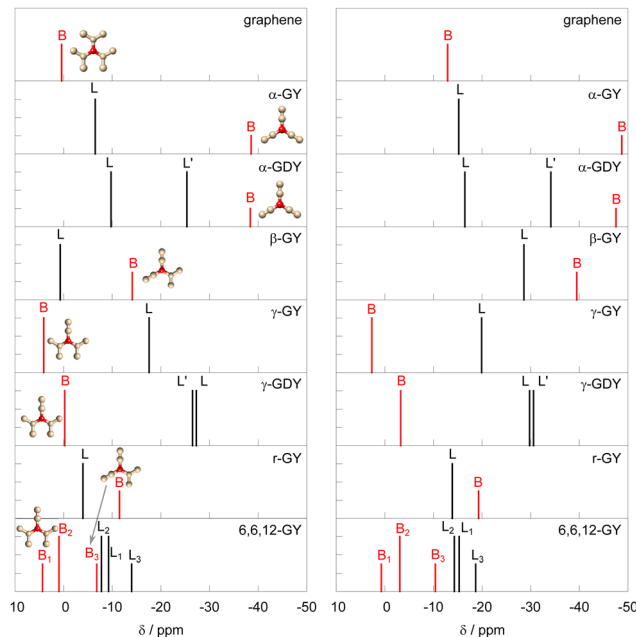 graphene
B
α-GY
L
B
α-GDY
L L'
B
β-GY
L
B
γ-GY
B
L
γ-GDY
B
L' L
r-GY
L
B
6,6,12-GY
B₂ L₂
B₁ B₃ L₁ L₃
10 0 -10 -20 -30 -40 -50
δ / ppm
graphene
B
α-GY
L
B
α-GDY
L L'
B
β-GY
L
B
γ-GY
B
L
γ-GDY
B
L L'
r-GY
L
B
6,6,12-GY
B₂ L₂ L₁
B₁ B₃ L₃
0 -10 -20 -30 -40 -50
δ / ppm